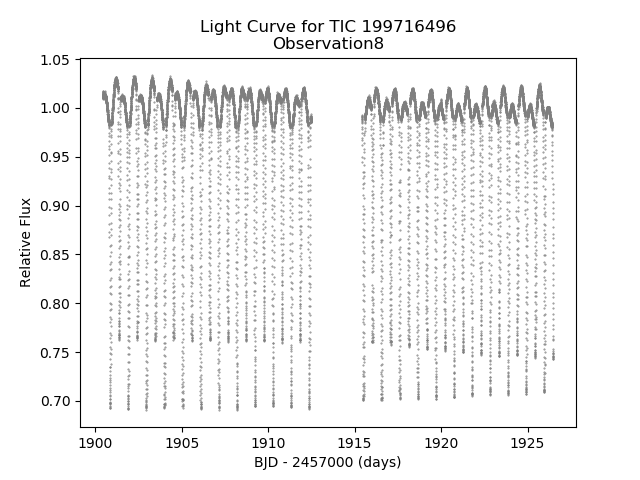 Light Curve for TIC 199716496
Observation8
1.05
1.00
0.95
0.90
0.85
0.80
0.75
0.70
Relative Flux
1900 1905 1910 1915 1920 1925
BJD - 2457000 (days)